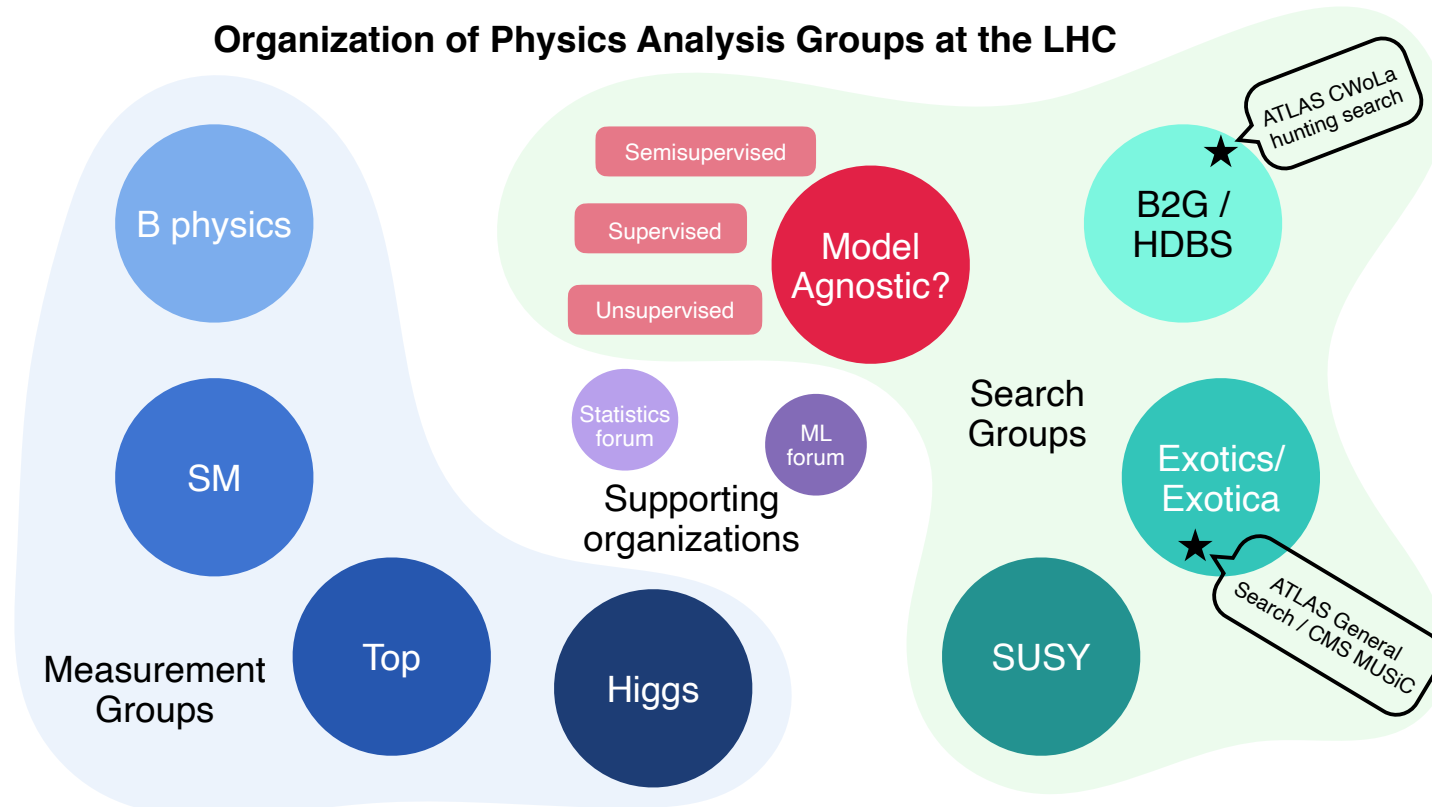 Organization of Physics Analysis Groups at the LHC
B physics
SM
Top
Higgs
Measurement
Groups
Semisupervised
Supervised
Unsupervised
Model
Agnostic?
Statistics
forum
ML
forum
Supporting
organizations
Search
Groups
B2G /
HDBS
ATLAS CWoLa
hunting search
Exotics/
Exotica
ATLAS General
Search / CMS MUSiC
SUSY